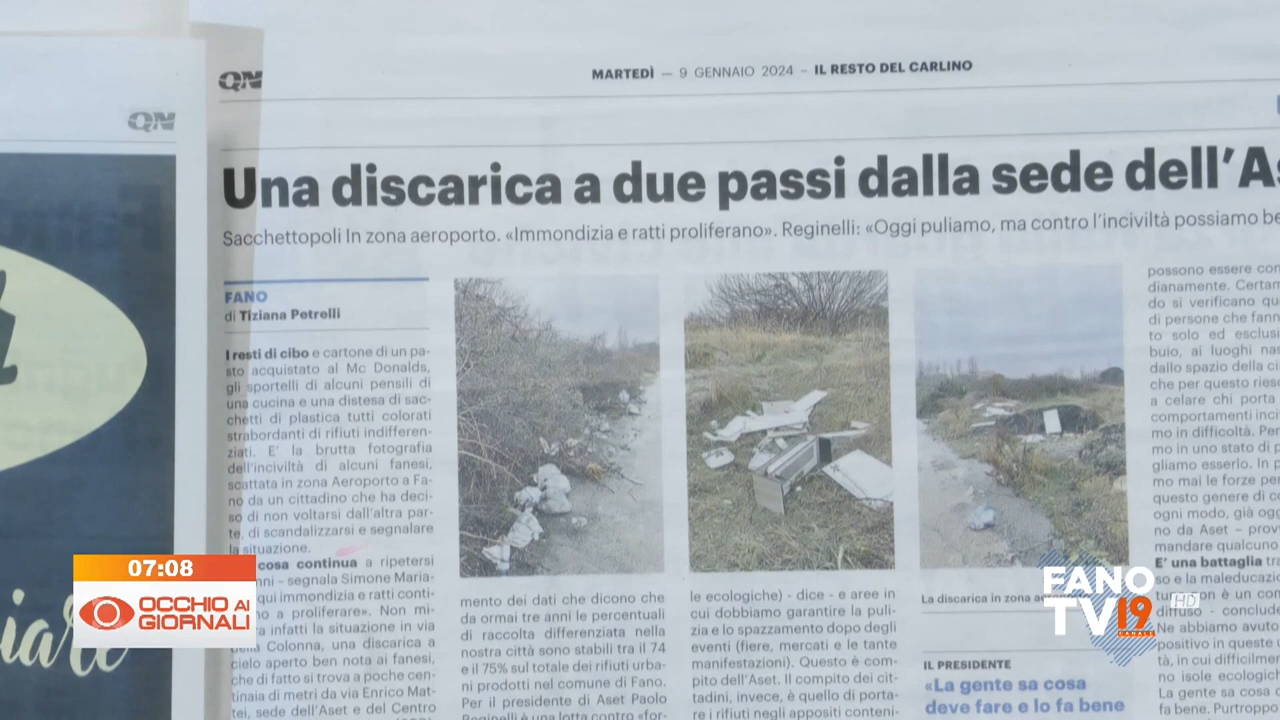 QN
QN
MARTEDÌ — 9 GENNAIO 2024 – IL RESTO DEL CARLINO
Una discarica a due passi dalla sede dell'As
Sacchettopoli In zona aeroporto. «Immondizia e ratti proliferano». Reginelli: «Oggi puliamo, ma contro l'inciviltà possiamo be
FANO
di Tiziana Petrelli
I resti di cibo e cartone di un pa-
sto acquistato al Mc Donalds,
gli sportelli di alcuni pensili di
una cucina e una distesa di sac-
chetti di plastica tutti colorati
strabordanti di rifiuti indifferen-
ziati. E' la brutta fotografia
dell'inciviltà di alcuni fanesi,
scattata in zona Aeroporto a Fa-
no da un cittadino che ha deci-
so di non voltarsi dall'altra par-
te, di scandalizzarsi e segnalare
la situazione.
cosa continua a ripetersi
nni – segnala Simone Maria-
qui immondizia e ratti conti-
o a proliferare». Non mi
ra infatti la situazione in via
della Colonna, una discarica a
cielo aperto ben nota ai fanesi,
che di fatto si trova a poche cen-
tinaia di metri da via Enrico Mat-
tei, sede dell'Aset e del Centro
mento dei dati che dicono che
da ormai tre anni le percentuali
di raccolta differenziata nella
nostra città sono stabili tra il 74
e il 75% sul totale dei rifiuti urba-
ni prodotti nel comune di Fano.
Per il presidente di Aset Paolo
Reginelli è una lotta contro «for-
le ecologiche) - dice - e aree in
cui dobbiamo garantire la puli-
zia e lo spazzamento dopo degli
eventi (fiere, mercati e le tante
manifestazioni). Questo è com-
pito dell'Aset. Il compito dei cit-
tadini, invece, è quello di porta-
re i rifiuti negli appositi conteni-
La discarica in zona
IL PRESIDENTE
«La gente sa cosa
deve fare e lo fa bene
possono essere con
dianamente. Certam
do si verificano qu
di persone che fann
to solo ed esclus
buio, ai luoghi nas
dallo spazio della ci
che per questo ries
a celare chi porta
comportamenti inci
mo in difficoltà. Per
mo in uno stato di p
gliamo esserlo. In p
mo mai le forze per
questo genere di c
ogni modo, già ogg
no da Aset – prov
mandare qualcuno
E' una battaglia tra
so e la maleducazi
on è un con
diffuso - conclud
Ne abbiamo avuto
positivo in queste
tà, in cui difficilmen
no isole ecologich
La gente sa cosa d
fa bene. Purtroppo
07:08
OCCHIO AI
GIORNALI
FANO
TV 19
CANALE
HD